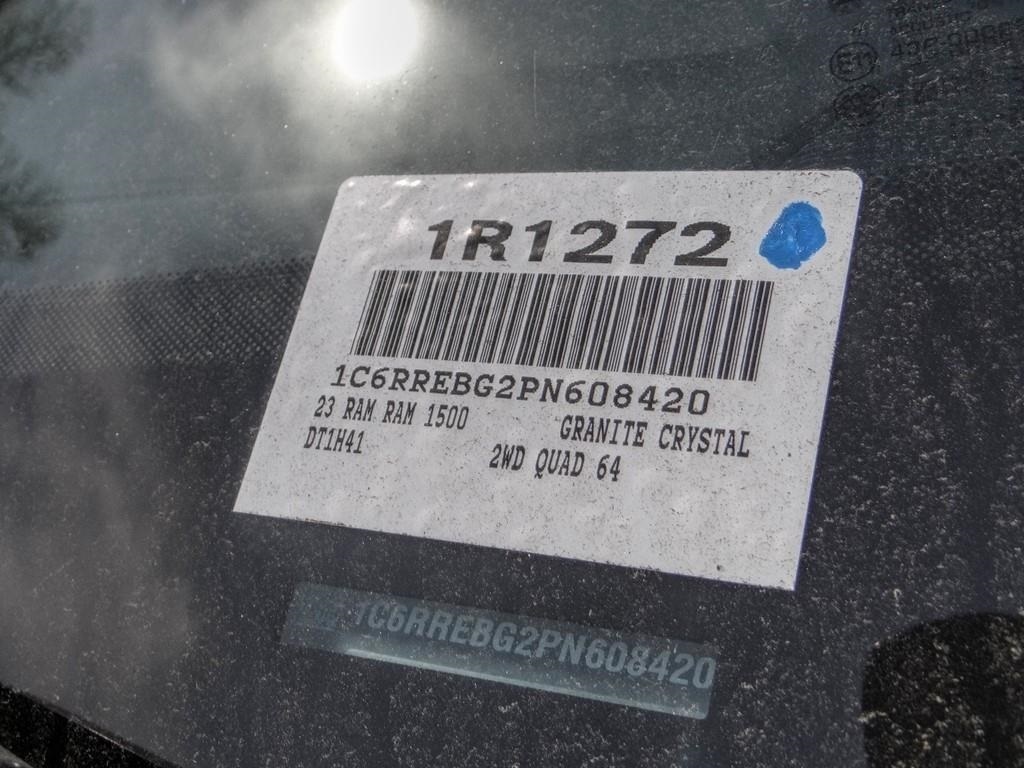 1R1272
1C6RREBG2PN608420
23 RAM RAM 1500 GRANITE CRYSTAL
DT1H41 2WD QUAD 64
1C6RREBG2PN608420